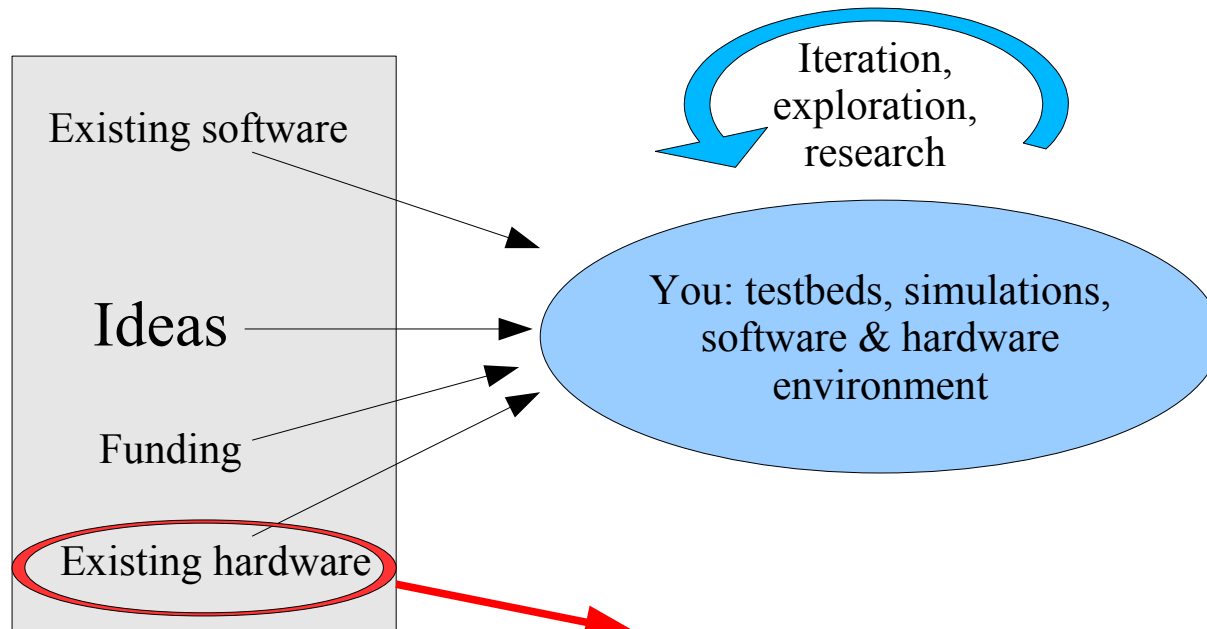 Existing software
Ideas
Funding
Existing hardware
Iteration,
exploration,
research
You: testbeds, simulations,
software & hardware
environment